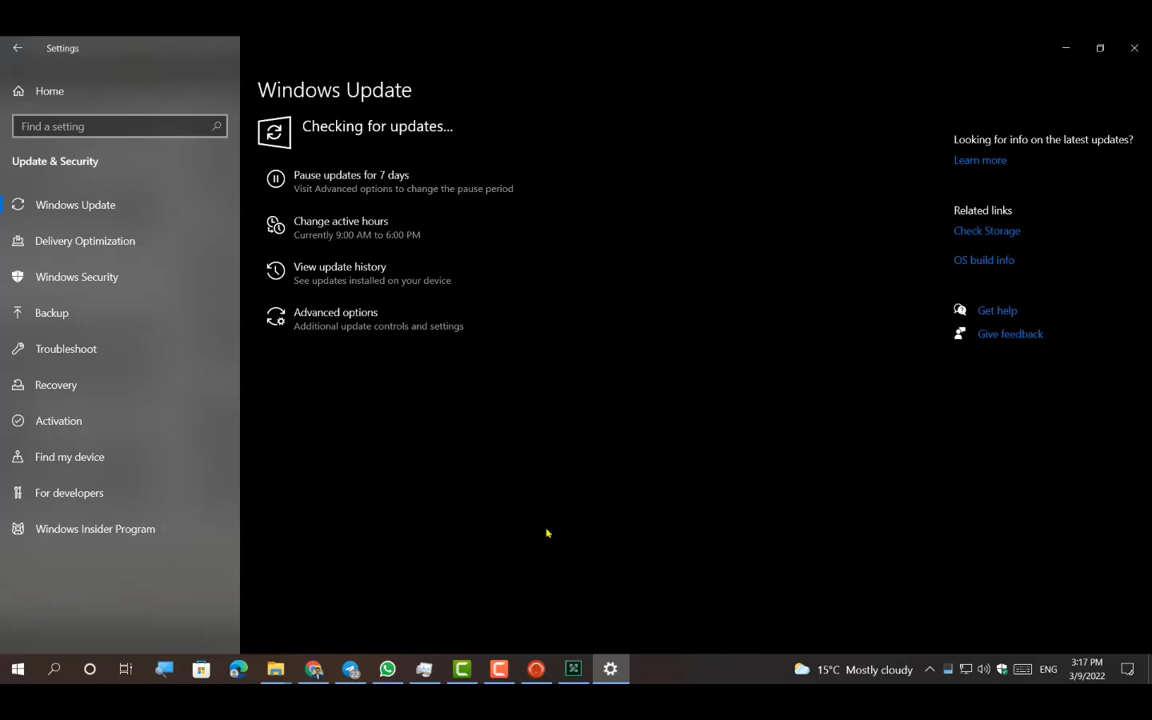 Settings
Home
Find a setting
Update & Security
Windows Update
Delivery Optimization
Windows Security
Backup
Troubleshoot
Recovery
Activation
Find my device
For developers
Windows Insider Program
Windows Update
Checking for updates...
Pause updates for 7 days
Visit Advanced options to change the pause period
Change active hours
Currently 9:00 AM to 6:00 PM
View update history
See updates installed on your device
Advanced options
Additional update controls and settings
Looking for info on the latest updates?
Learn more
Related links
Check Storage
OS build info
Get help
Give feedback
15°C Mostly cloudy
ENG
3:17 PM
3/9/2022